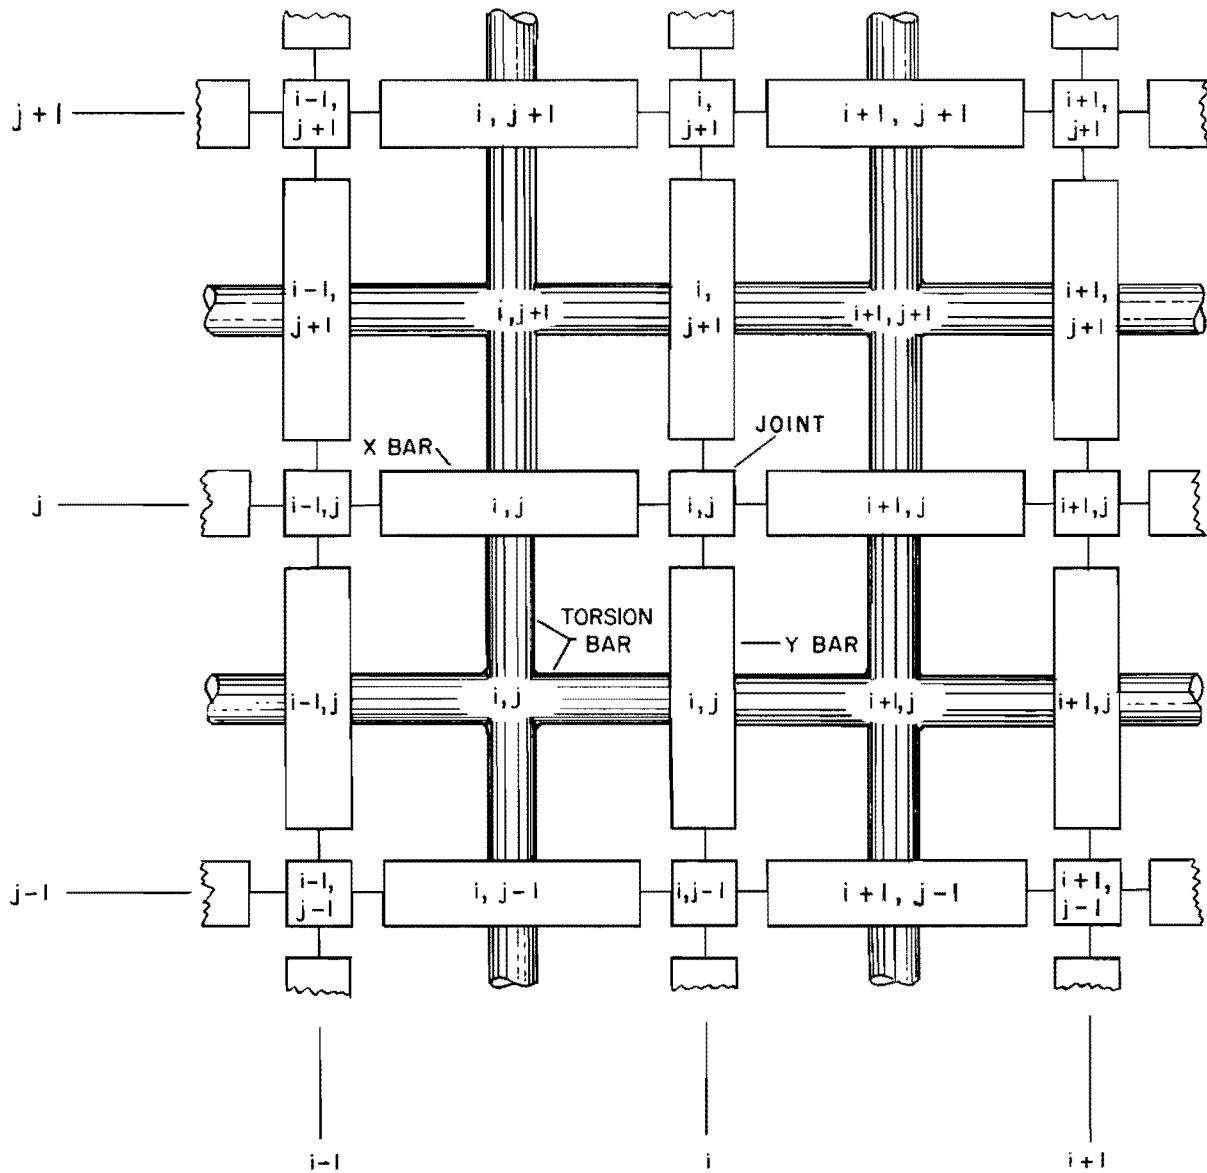 j+1
i-1,
j+1
i, j+1
i,
j+1
i+1, j+1
i+1,
j+1
i-1,
j+1
i, j+1
i,
j+1
i+1, j+1
i+1,
j+1
X BAR
JOINT
j
i-1, j
i, j
i, j
i+1, j
i+1, j
TORSION
BAR
Y BAR
i-1, j
i, j
i, j
i+1, j
i+1, j
j-1
i-1,
j-1
i, j-1
i, j-1
i+1, j-1
i+1,
j-1
i-1
i
i+1